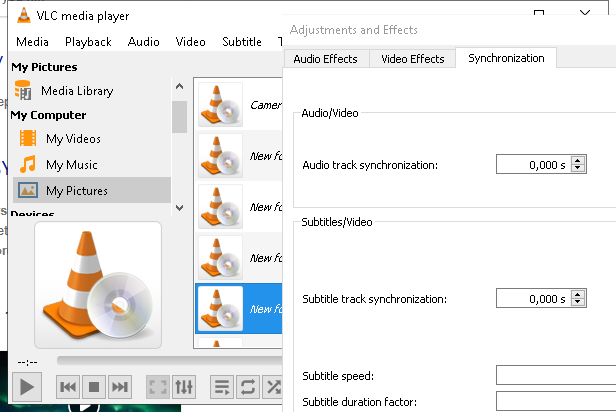 VLC media player
Media Playback Audio Video Subtitle
My Pictures
Media Library
My Computer
My Videos
My Music
My Pictures
Devices
Camer
New fo
New fo
New fo
New fo
--:--
Adjustments and Effects
Audio Effects Video Effects Synchronization
Audio/Video
Audio track synchronization: 0,000 s
Subtitles/Video
Subtitle track synchronization: 0,000 s
Subtitle speed:
Subtitle duration factor: